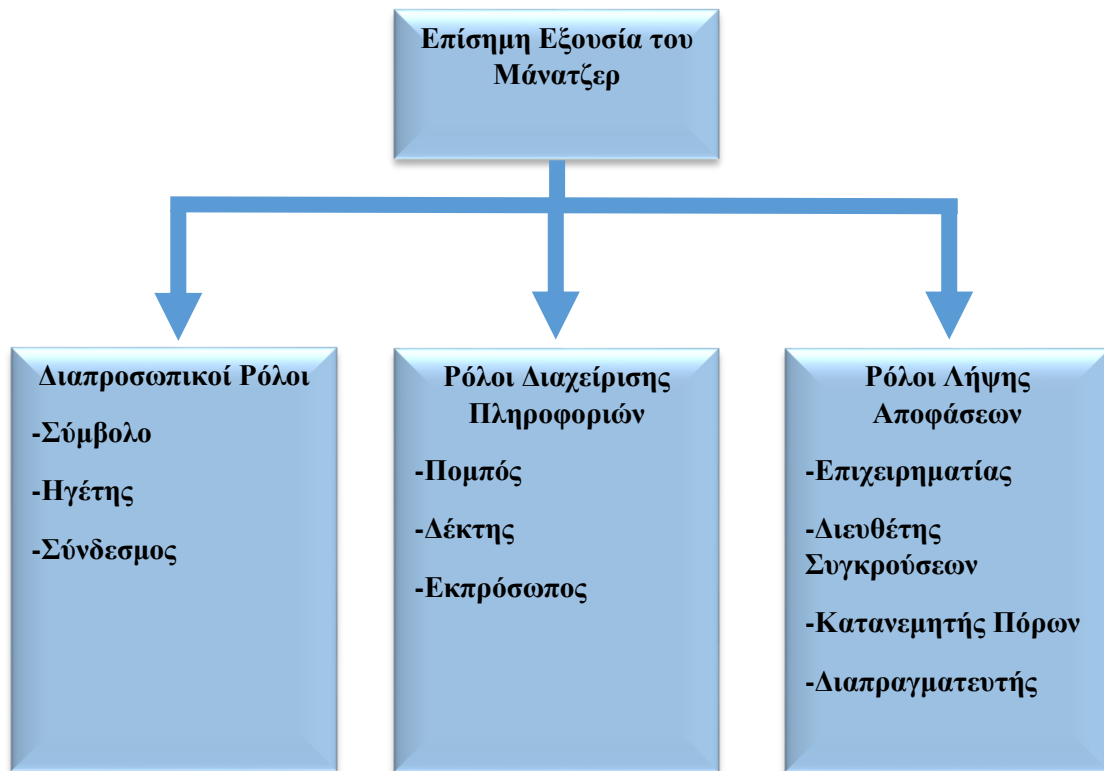 Επίσημη Εξουσία του
Μάνατζερ
Διαπροσωπικοί Ρόλοι
-Σύμβολο
-Ηγέτης
-Σύνδεσμος
Ρόλοι Διαχείρισης
Πληροφοριών
-Πομπός
-Δέκτης
-Εκπρόσωπος
Ρόλοι Λήψης
Αποφάσεων
-Επιχειρηματίας
-Διευθέτης
Συγκρούσεων
-Κατανεμητής Πόρων
-Διαπραγματευτής